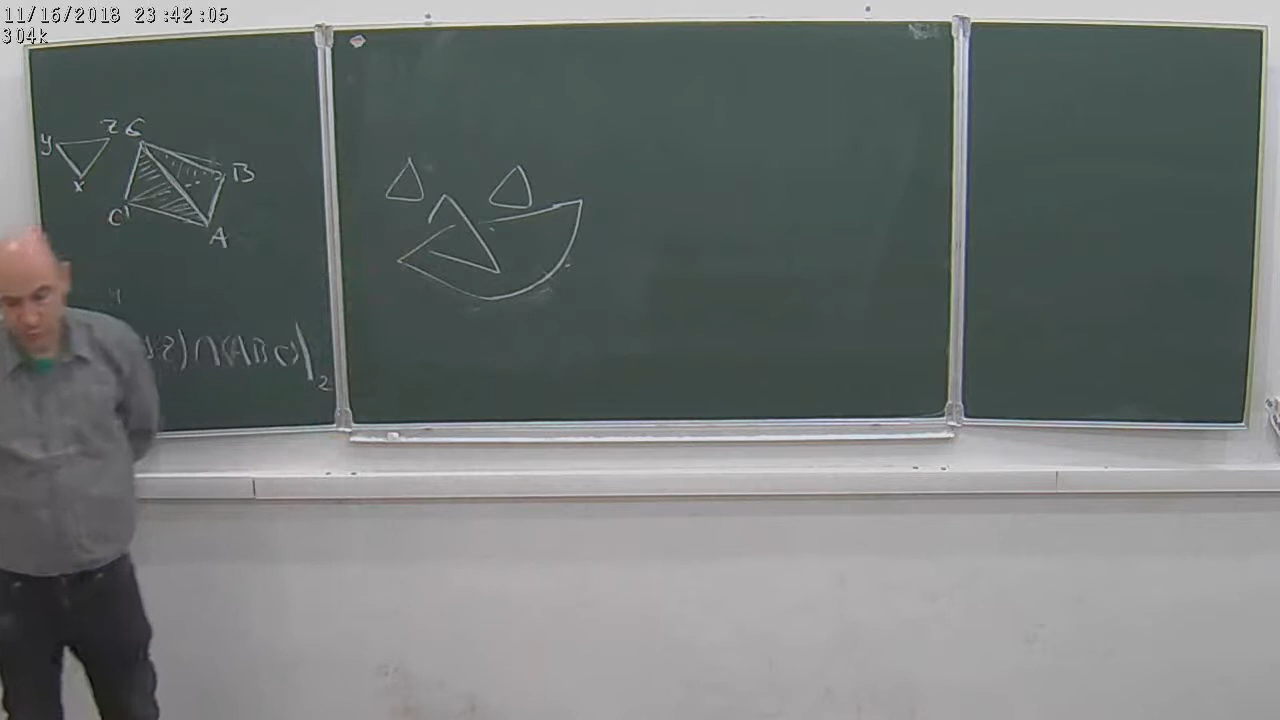 11/16/2018 23:42:05
304k
y z C
B
x
C'
A
)∩(ABC)|₂